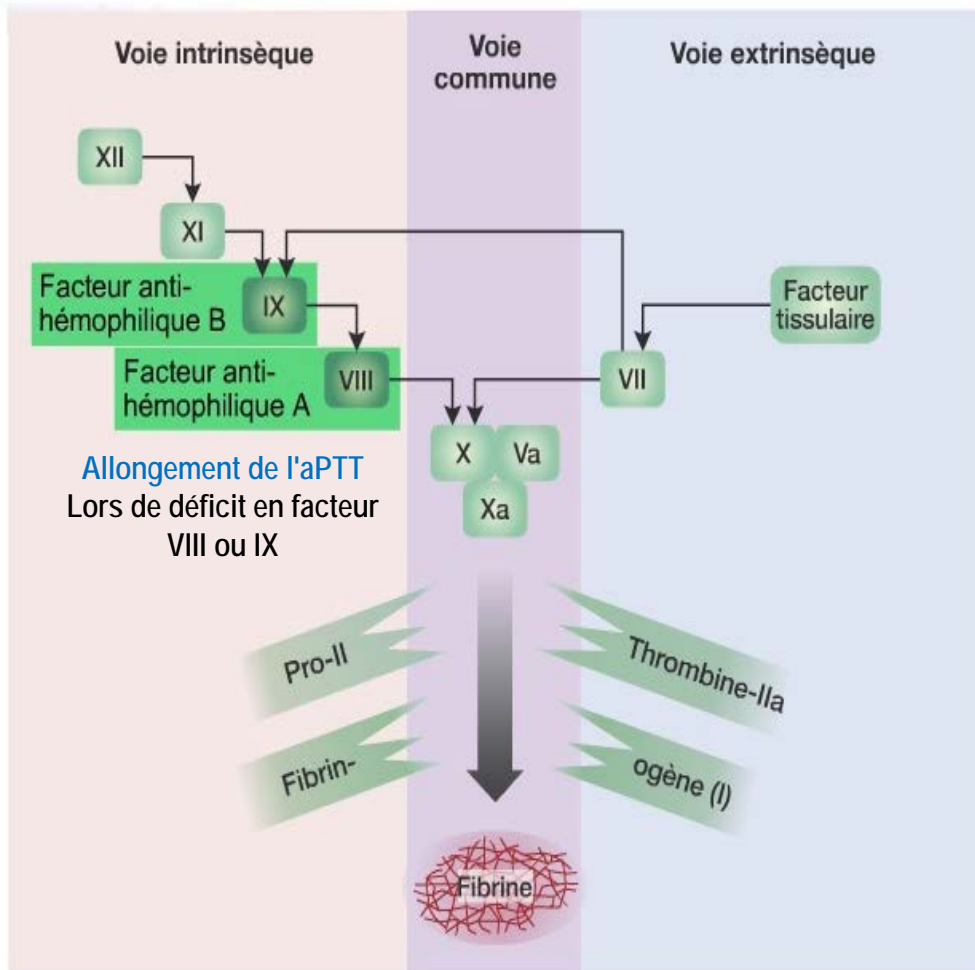 Voie intrinsèque
Voie
commune
Voie extrinsèque
XII
XI
Facteur anti-
hémophilique B
IX
Facteur
tissulaire
Facteur anti-
hémophilique A
VIII
VII
X
Va
Xa
Allongement de l'aPTT
Lors de déficit en facteur
VIII ou IX
Pro-II
Thrombine-IIa
Fibrin-
ogène (I)
Fibrine